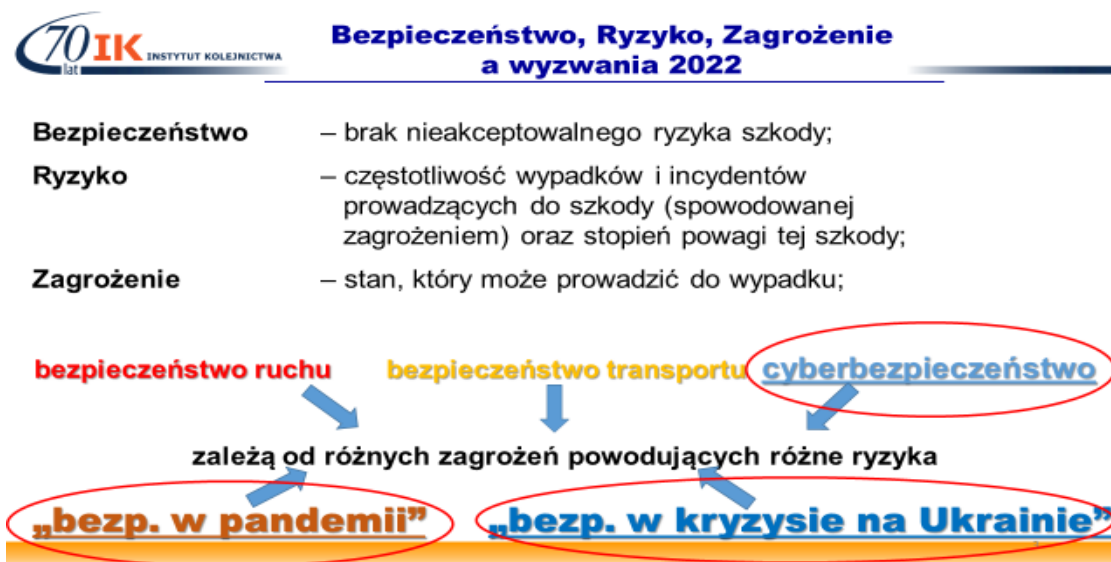 70 lat IK INSTYTUT KOLEJNICTWA
Bezpieczeństwo, Ryzyko, Zagrożenie
a wyzwania 2022
Bezpieczeństwo – brak nieakceptowalnego ryzyka szkody;
Ryzyko – częstotliwość wypadków i incydentów
prowadzących do szkody (spowodowanej
zagrożeniem) oraz stopień powagi tej szkody;
Zagrożenie – stan, który może prowadzić do wypadku;
bezpieczeństwo ruchu bezpieczeństwo transportu cyberbezpieczeństwo
zależą od różnych zagrożeń powodujących różne ryzyka
„bezp. w pandemii” „bezp. w kryzysie na Ukrainie”